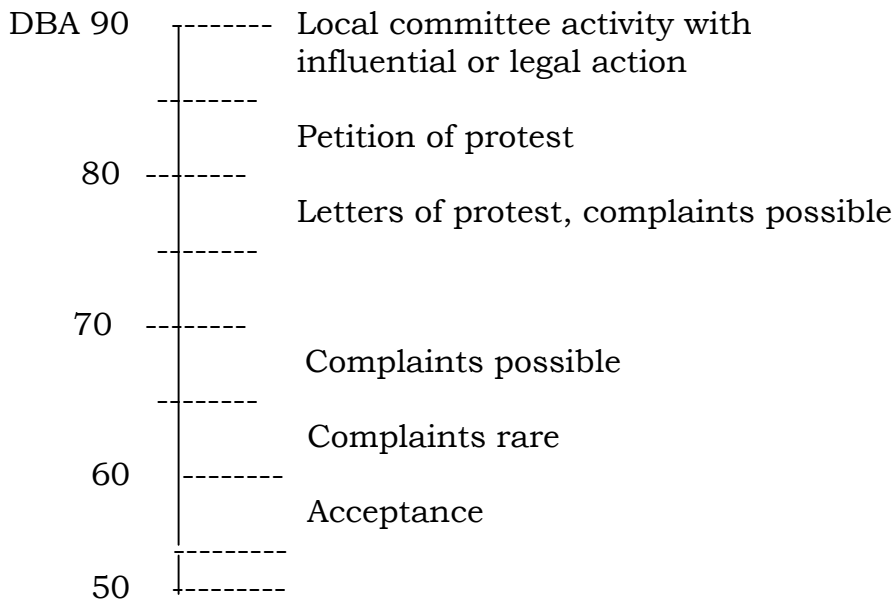 DBA 90 Local committee activity with
influential or legal action
Petition of protest
80
Letters of protest, complaints possible
70
Complaints possible
Complaints rare
60
Acceptance
50